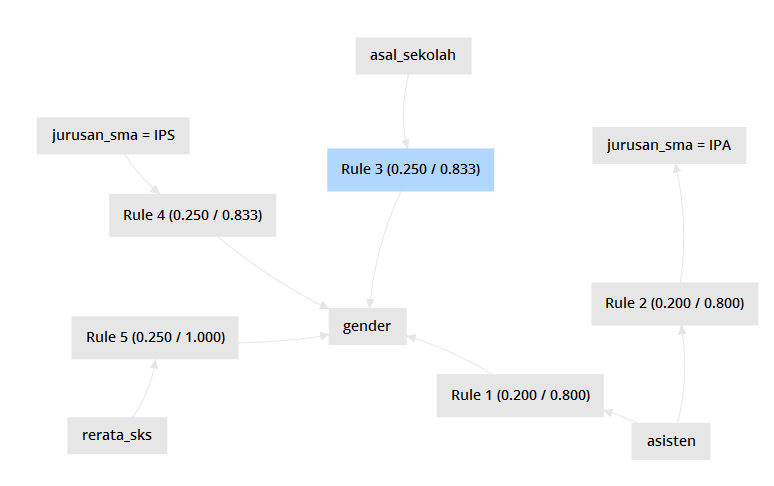 asal_sekolah
jurusan_sma = IPS
jurusan_sma = IPA
Rule 3 (0.250 / 0.833)
Rule 4 (0.250 / 0.833)
Rule 2 (0.200 / 0.800)
gender
Rule 5 (0.250 / 1.000)
Rule 1 (0.200 / 0.800)
rerata_sks
asisten